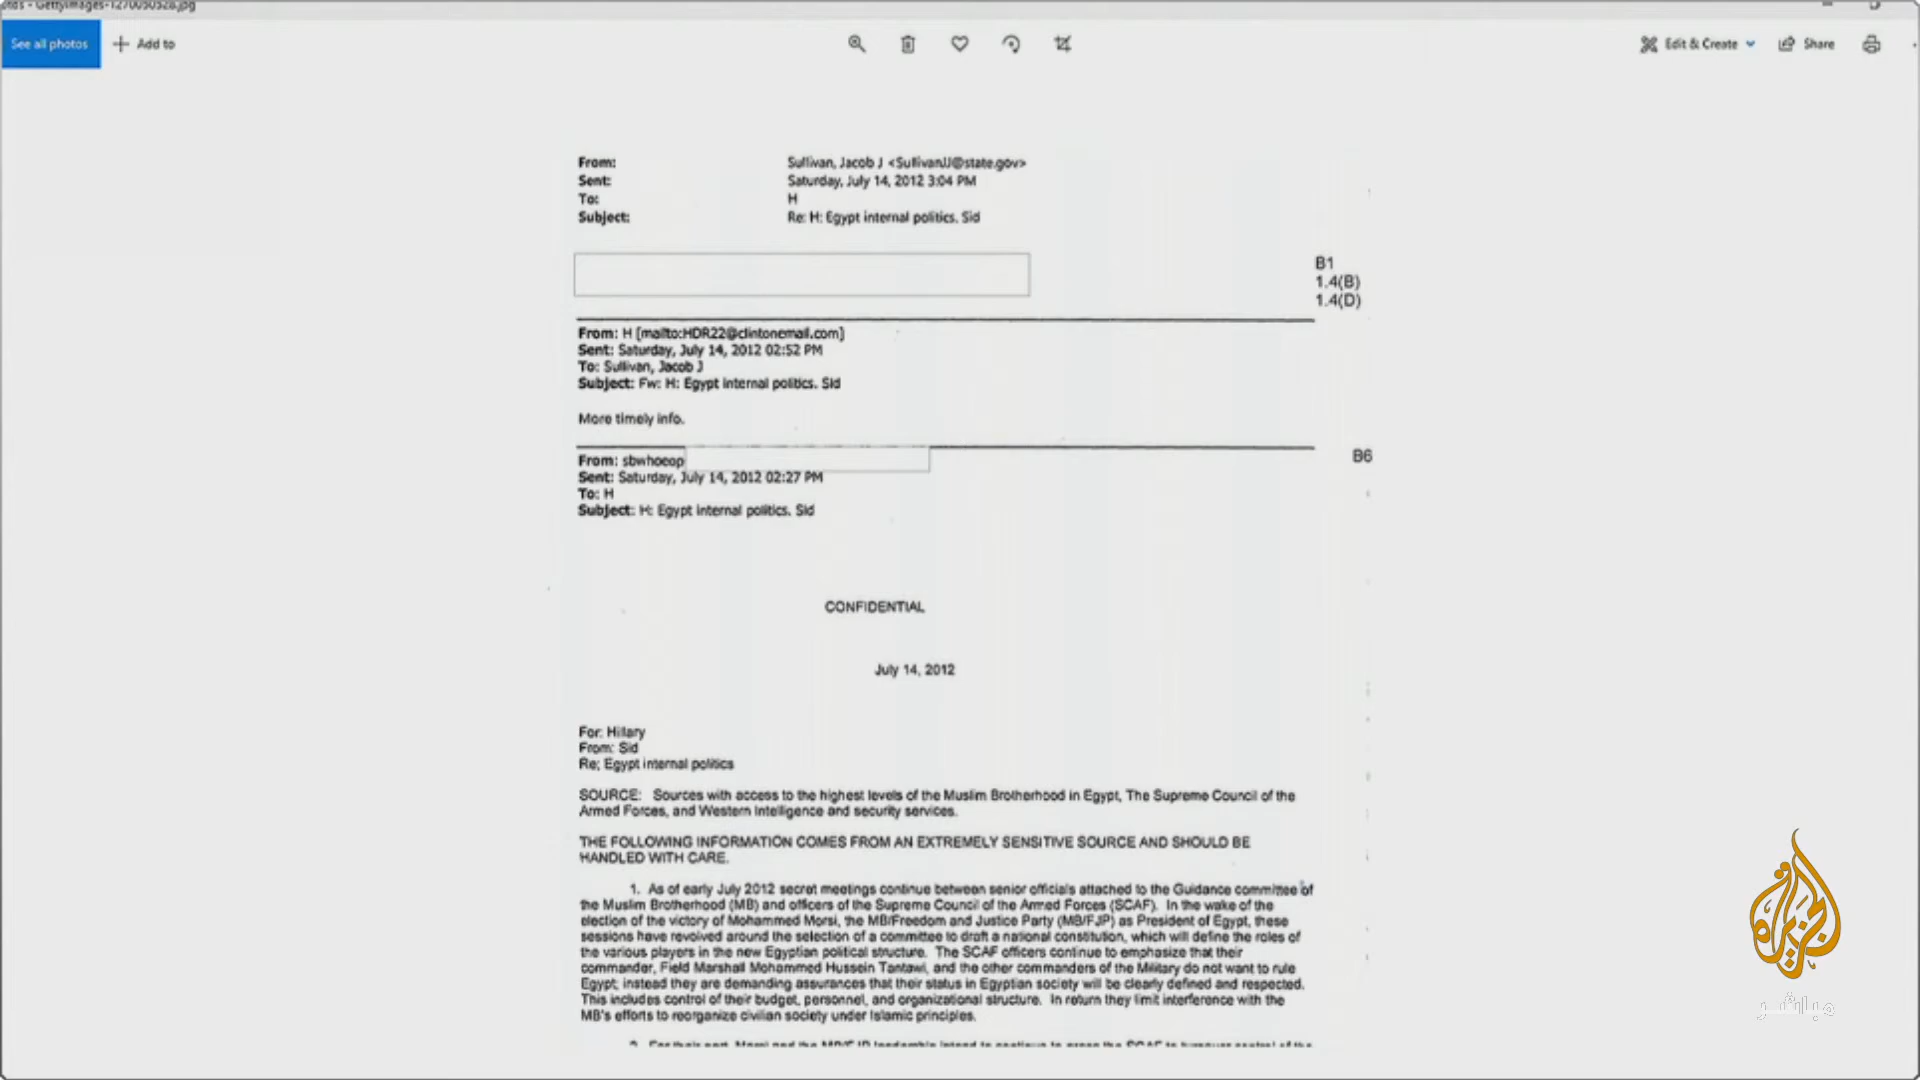 See all photos
Add to
Edit & Create
Share
From: Sullivan, Jacob J <SullivanJJ@state.gov>
Sent: Saturday, July 14, 2012 3:04 PM
To: H
Subject: Re: H: Egypt internal politics. Sid
B1
1.4(B)
1.4(D)
From: H [mailto:HDR22@clintonemail.com]
Sent: Saturday, July 14, 2012 02:52 PM
To: Sullivan, Jacob J
Subject: Fw: H: Egypt internal politics. Sid
More timely info.
From: sbwhoeop
B6
Sent: Saturday, July 14, 2012 02:27 PM
To: H
Subject: H: Egypt internal politics. Sid
CONFIDENTIAL
July 14, 2012
For: Hillary
From: Sid
Re: Egypt internal politics
SOURCE: Sources with access to the highest levels of the Muslim Brotherhood in Egypt, The Supreme Council of the
Armed Forces, and Western Intelligence and security services.
THE FOLLOWING INFORMATION COMES FROM AN EXTREMELY SENSITIVE SOURCE AND SHOULD BE
HANDLED WITH CARE.
1. As of early July 2012 secret meetings continue between senior officials attached to the Guidance committee of
the Muslim Brotherhood (MB) and officers of the Supreme Council of the Armed Forces (SCAF). In the wake of the
election of the victory of Mohammed Morsi, the MB/Freedom and Justice Party (MB/FJP) as President of Egypt, these
sessions have revolved around the selection of a committee to draft a national constitution, which will define the roles of
the various players in the new Egyptian political structure. The SCAF officers continue to emphasize that their
commander, Field Marshall Mohammed Hussein Tantawi, and the other commanders of the Military do not want to rule
Egypt; instead they are demanding assurances that their status in Egyptian society will be clearly defined and respected.
This includes control of their budget, personnel, and organizational structure. In return they limit interference with the
MB's efforts to reorganize civilian society under Islamic principles.
الجزيرة
مباشر